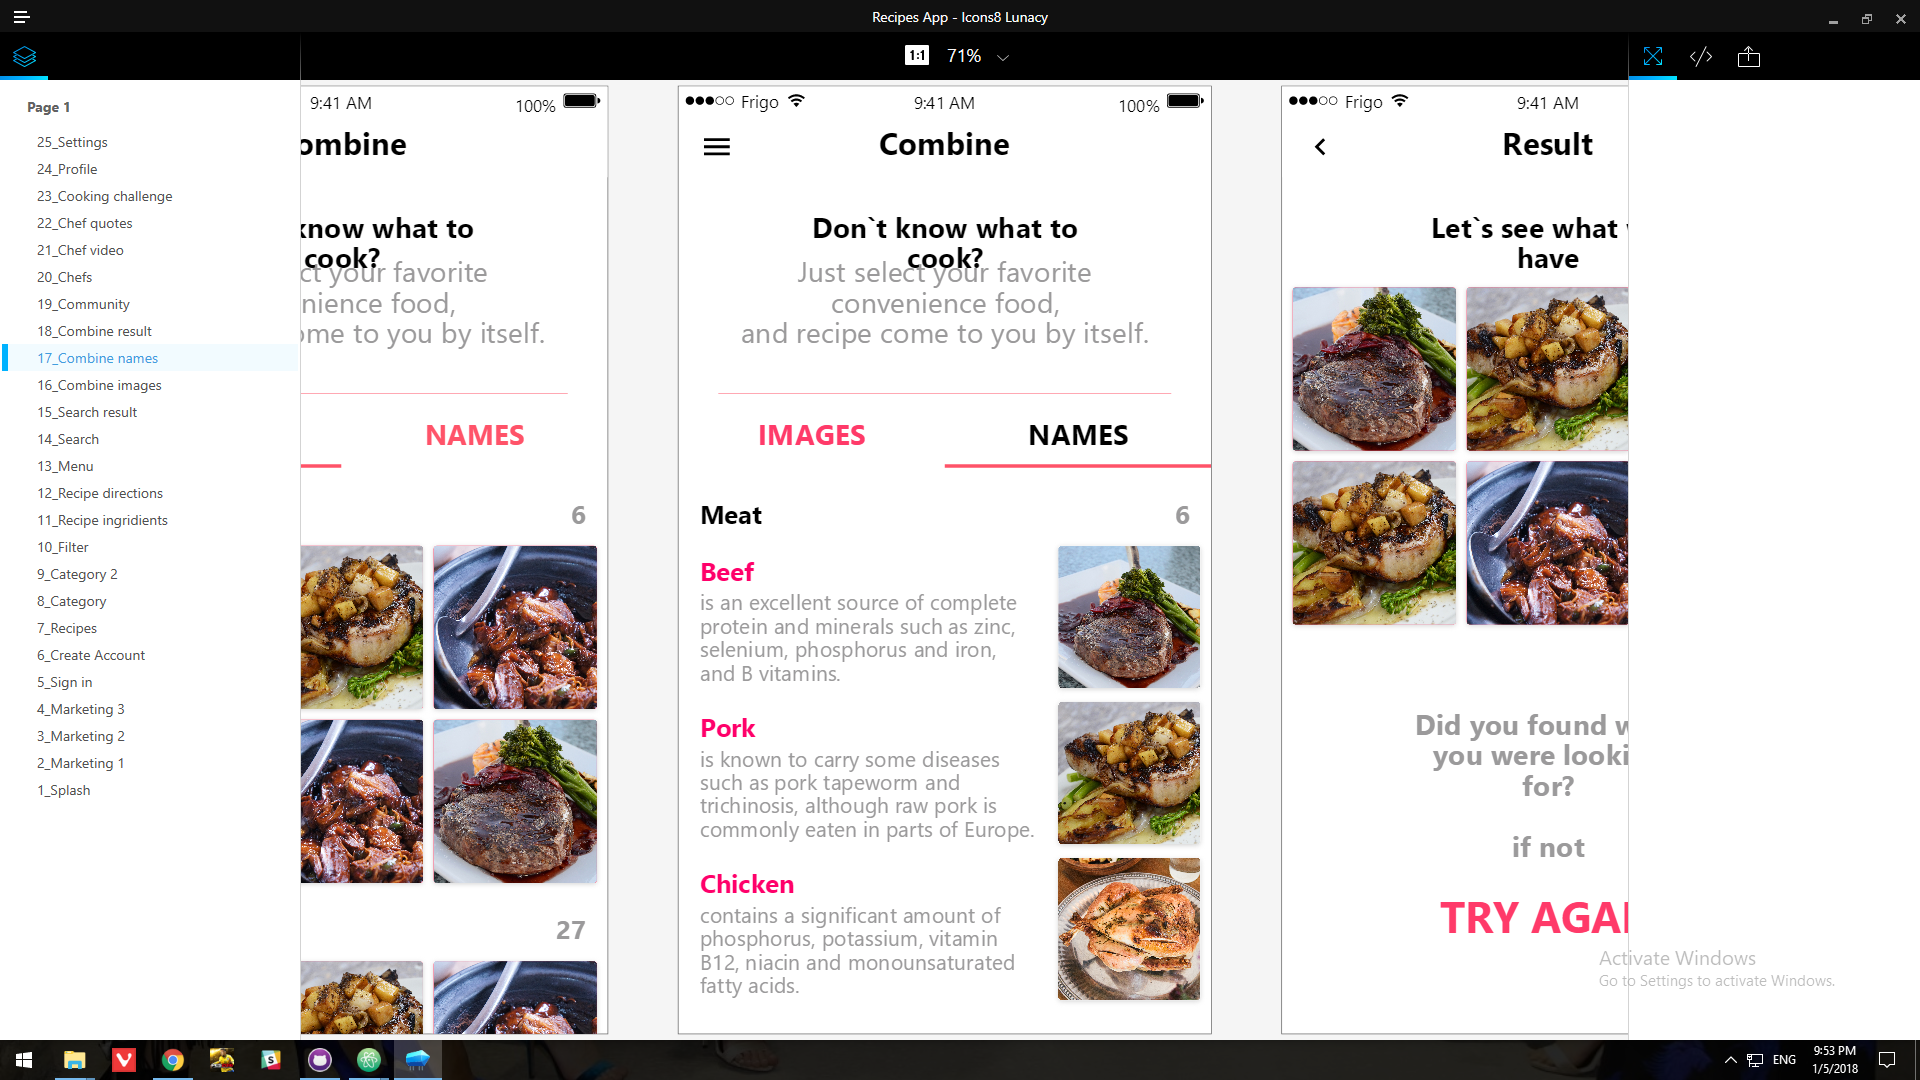 Recipes App - Icons8 Lunacy
1:1 71%
Page 1
25_Settings
24_Profile
23_Cooking challenge
22_Chef quotes
21_Chef video
20_Chefs
19_Community
18_Combine result
17_Combine names
16_Combine images
15_Search result
14_Search
13_Menu
12_Recipe directions
11_Recipe ingridients
10_Filter
9_Category 2
8_Category
7_Recipes
6_Create Account
5_Sign in
4_Marketing 3
3_Marketing 2
2_Marketing 1
1_Splash
9:41 AM 100%
ombine
know what to
cook?
ct your favorite
nience food,
ome to you by itself.
NAMES
6
27
Frigo 9:41 AM 100%
Combine
Don`t know what to
cook?
Just select your favorite
convenience food,
and recipe come to you by itself.
IMAGES NAMES
Meat 6
Beef
is an excellent source of complete
protein and minerals such as zinc,
selenium, phosphorus and iron,
and B vitamins.
Pork
is known to carry some diseases
such as pork tapeworm and
trichinosis, although raw pork is
commonly eaten in parts of Europe.
Chicken
contains a significant amount of
phosphorus, potassium, vitamin
B12, niacin and monounsaturated
fatty acids.
Frigo 9:41 AM
Result
Let`s see what
have
Did you found
you were looki
for?
if not
TRY AGAI
Activate Windows
Go to Settings to activate Windows.
ENG
9:53 PM
1/5/2018